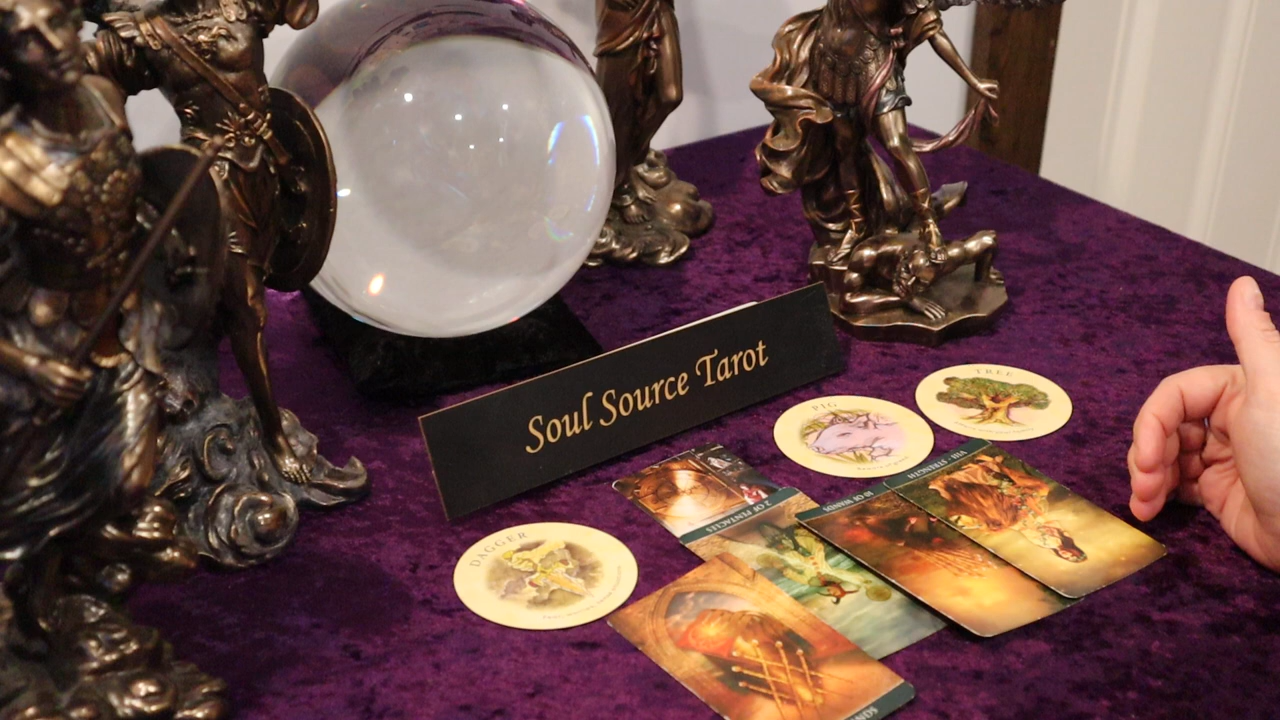 Soul Source Tarot
TREE
PIG
VIII - STRENGTH
10 OF WANDS
OF PENTACLES
DAGGER